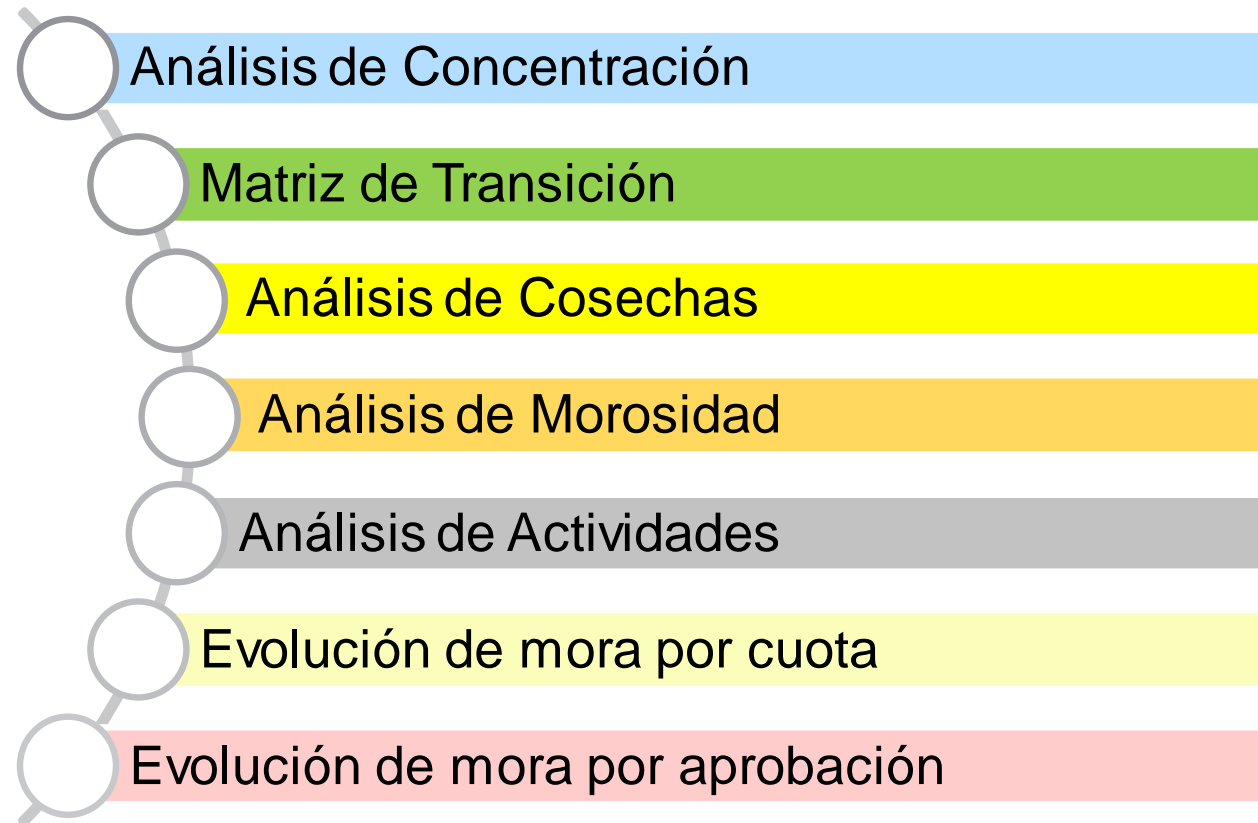 Análisis de Concentración
Matriz de Transición
Análisis de Cosechas
Análisis de Morosidad
Análisis de Actividades
Evolución de mora por cuota
Evolución de mora por aprobación